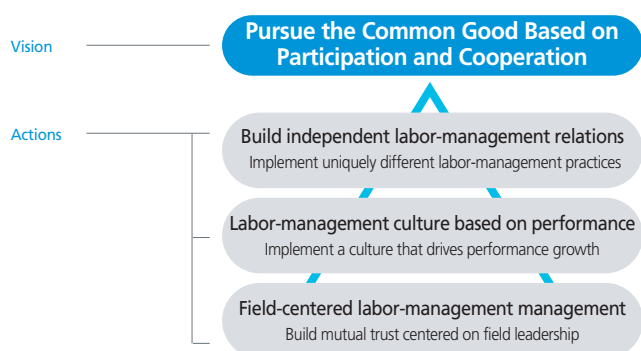 Vision
Pursue the Common Good Based on
Participation and Cooperation
Actions
Build independent labor-management relations
Implement uniquely different labor-management practices
Labor-management culture based on performance
Implement a culture that drives performance growth
Field-centered labor-management management
Build mutual trust centered on field leadership